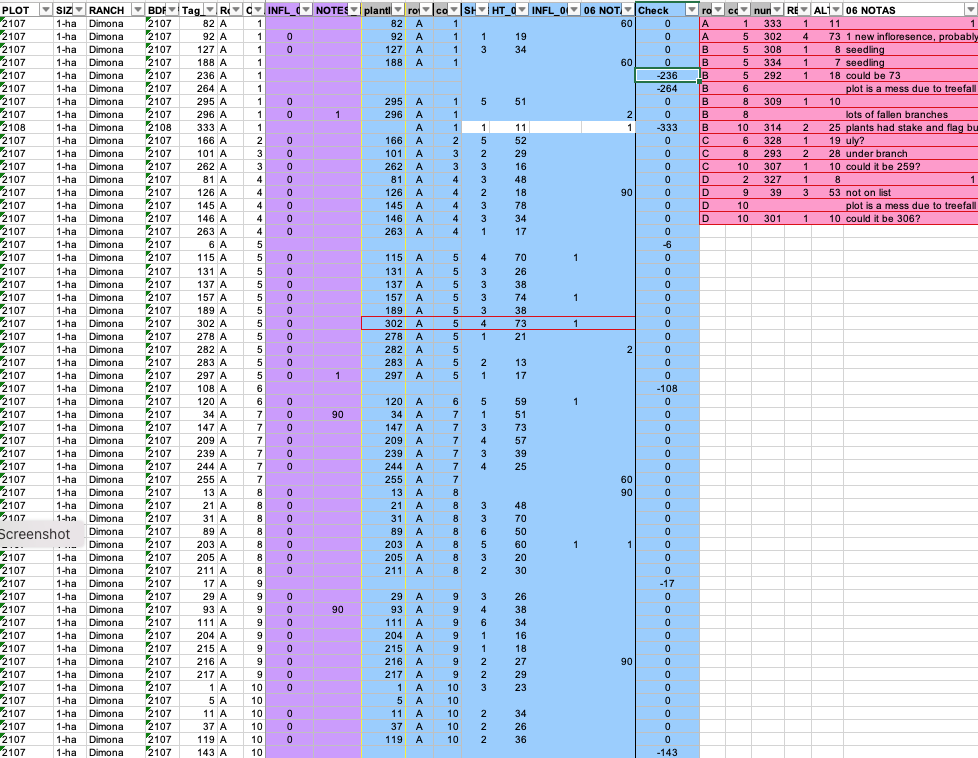 PLOT SIZ RANCH BDF Tag_ Ro C INFL_0 NOTES plantI rov co SH HT_0 INFL_0 06 NOTA Check ro co num RE ALT 06 NOTAS
2107 1-ha Dimona 2107 82 A 1 82 A 1 60 0 A 1 333 1 11 1
2107 1-ha Dimona 2107 92 A 1 0 92 A 1 1 19 0 A 5 302 4 73 1 new infloresence, probably
2107 1-ha Dimona 2107 127 A 1 0 127 A 1 3 34 0 B 5 308 1 8 seedling
2107 1-ha Dimona 2107 188 A 1 188 A 1 60 0 B 5 334 1 7 seedling
2107 1-ha Dimona 2107 236 A 1 -236 B 5 292 1 18 could be 73
2107 1-ha Dimona 2107 264 A 1 -264 B 6 plot is a mess due to treefall
2107 1-ha Dimona 2107 295 A 1 0 295 A 1 5 51 0 B 8 309 1 10
2107 1-ha Dimona 2107 296 A 1 0 1 296 A 1 2 0 B 8 lots of fallen branches
2108 1-ha Dimona 2108 333 A 1 A 1 1 11 1 -333 B 10 314 2 25 plants had stake and flag bu
2107 1-ha Dimona 2107 166 A 2 0 166 A 2 5 52 0 C 6 328 1 19 uly?
2107 1-ha Dimona 2107 101 A 3 0 101 A 3 2 29 0 C 8 293 2 28 under branch
2107 1-ha Dimona 2107 262 A 3 0 262 A 3 3 16 0 C 10 307 1 10 could it be 259?
2107 1-ha Dimona 2107 81 A 4 0 81 A 4 3 48 0 D 2 327 1 8 1
2107 1-ha Dimona 2107 126 A 4 0 126 A 4 2 18 90 0 D 9 39 3 53 not on list
2107 1-ha Dimona 2107 145 A 4 0 145 A 4 3 78 0 D 10 plot is a mess due to treefall
2107 1-ha Dimona 2107 146 A 4 0 146 A 4 3 34 0 D 10 301 1 10 could it be 306?
2107 1-ha Dimona 2107 263 A 4 0 263 A 4 1 17 0
2107 1-ha Dimona 2107 6 A 5 -6
2107 1-ha Dimona 2107 115 A 5 0 115 A 5 4 70 1 0
2107 1-ha Dimona 2107 131 A 5 0 131 A 5 3 26 0
2107 1-ha Dimona 2107 137 A 5 0 137 A 5 3 38 0
2107 1-ha Dimona 2107 157 A 5 0 157 A 5 3 74 1 0
2107 1-ha Dimona 2107 189 A 5 0 189 A 5 3 38 0
2107 1-ha Dimona 2107 302 A 5 0 302 A 5 4 73 1 0
2107 1-ha Dimona 2107 278 A 5 0 278 A 5 1 21 0
2107 1-ha Dimona 2107 282 A 5 0 282 A 5 2 0
2107 1-ha Dimona 2107 283 A 5 0 283 A 5 2 13 0
2107 1-ha Dimona 2107 297 A 5 0 1 297 A 5 1 17 0
2107 1-ha Dimona 2107 108 A 6 -108
2107 1-ha Dimona 2107 120 A 6 0 120 A 6 5 59 1 0
2107 1-ha Dimona 2107 34 A 7 0 90 34 A 7 1 51 0
2107 1-ha Dimona 2107 147 A 7 0 147 A 7 3 73 0
2107 1-ha Dimona 2107 209 A 7 0 209 A 7 4 57 0
2107 1-ha Dimona 2107 239 A 7 0 239 A 7 3 39 0
2107 1-ha Dimona 2107 244 A 7 0 244 A 7 4 25 0
2107 1-ha Dimona 2107 255 A 7 255 A 7 60 0
2107 1-ha Dimona 2107 13 A 8 0 13 A 8 90 0
2107 1-ha Dimona 2107 21 A 8 0 21 A 8 3 48 0
2107 1-ha Dimona 2107 31 A 8 0 31 A 8 3 70 0
Screenshot
1-ha Dimona 2107 89 A 8 0 89 A 8 6 50 0
1-ha Dimona 2107 203 A 8 0 203 A 8 5 60 1 1 0
2107 1-ha Dimona 2107 205 A 8 0 205 A 8 3 20 0
2107 1-ha Dimona 2107 211 A 8 0 211 A 8 2 30 0
2107 1-ha Dimona 2107 17 A 9 -17
2107 1-ha Dimona 2107 29 A 9 0 29 A 9 3 26 0
2107 1-ha Dimona 2107 93 A 9 0 90 93 A 9 4 38 0
2107 1-ha Dimona 2107 111 A 9 0 111 A 9 6 34 0
2107 1-ha Dimona 2107 204 A 9 0 204 A 9 1 16 0
2107 1-ha Dimona 2107 215 A 9 0 215 A 9 1 18 0
2107 1-ha Dimona 2107 216 A 9 0 216 A 9 2 27 90 0
2107 1-ha Dimona 2107 217 A 9 0 217 A 9 2 29 0
2107 1-ha Dimona 2107 1 A 10 0 1 A 10 3 23 0
2107 1-ha Dimona 2107 5 A 10 5 A 10 0
2107 1-ha Dimona 2107 11 A 10 0 11 A 10 2 34 0
2107 1-ha Dimona 2107 37 A 10 0 37 A 10 2 26 0
2107 1-ha Dimona 2107 119 A 10 0 119 A 10 2 36 0
2107 1-ha Dimona 2107 143 A 10 -143